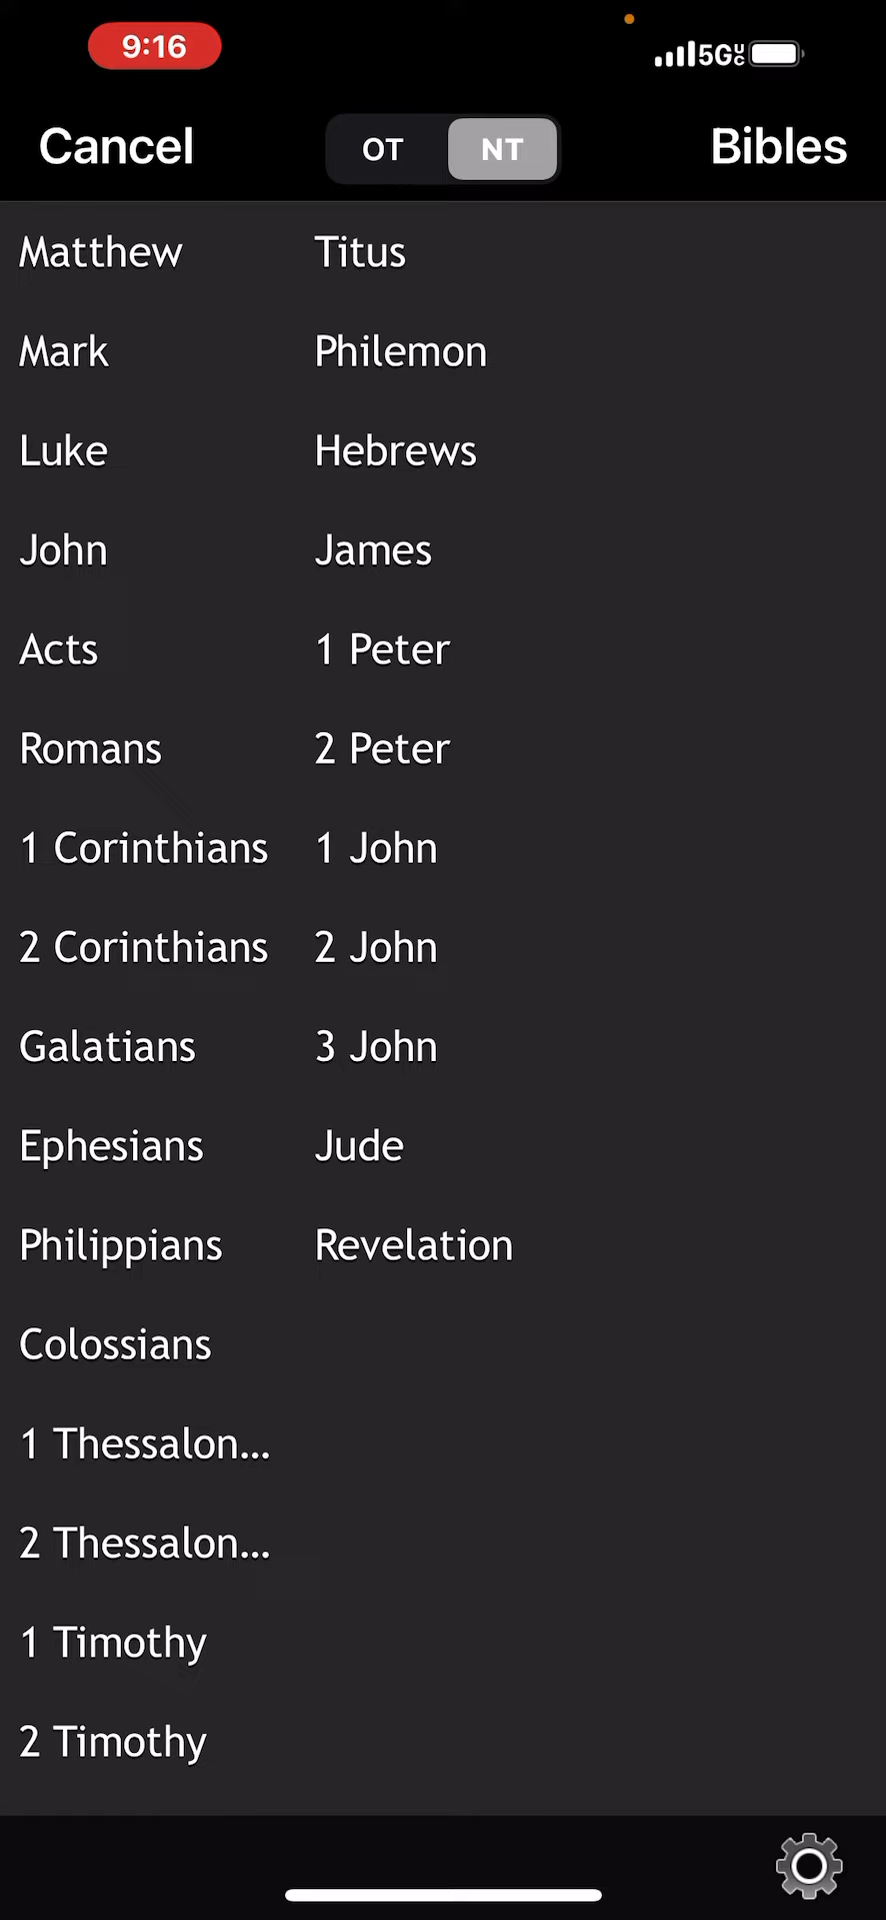 9:16
5GUC
Cancel
OT
NT
Bibles
Matthew
Mark
Luke
John
Acts
Romans
1 Corinthians
2 Corinthians
Galatians
Ephesians
Philippians
Colossians
1 Thessalon...
2 Thessalon...
1 Timothy
2 Timothy
Titus
Philemon
Hebrews
James
1 Peter
2 Peter
1 John
2 John
3 John
Jude
Revelation